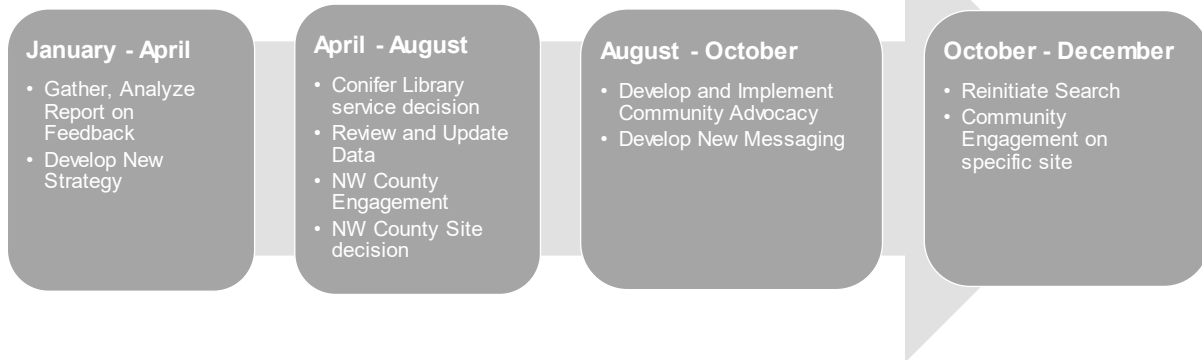 January - April
• Gather, Analyze
Report on
Feedback
• Develop New
Strategy
April - August
• Conifer Library
service decision
• Review and Update
Data
• NW County
Engagement
• NW County Site
decision
August - October
• Develop and Implement
Community Advocacy
• Develop New Messaging
October - December
• Reinitiate Search
• Community
Engagement on
specific site